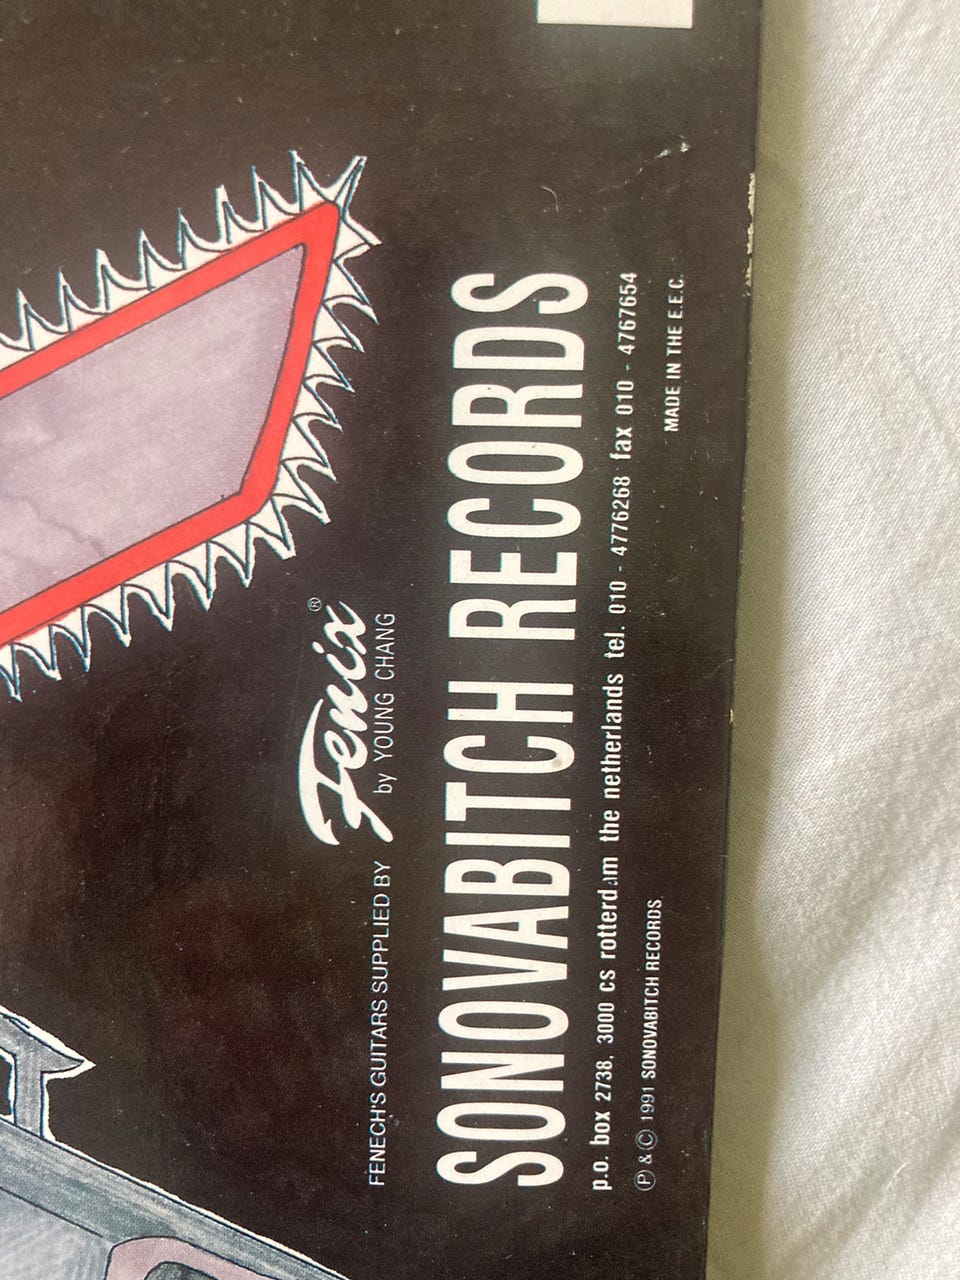 FENECH'S GUITARS SUPPLIED BY Fenix®
by YOUNG CHANG
SONOVABITCH RECORDS
p.o. box 2738, 3000 CS rotterdam the netherlands tel. 010 - 4776268 fax 010 - 4767654
Ⓟ & © 1991 SONOVABITCH RECORDS
MADE IN THE E.E.C.